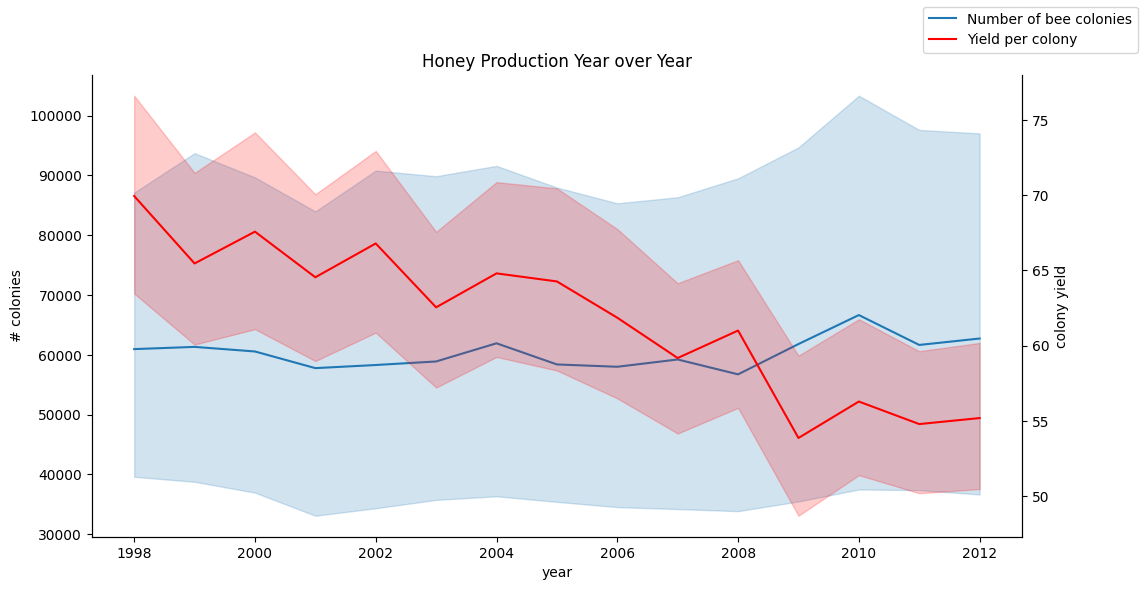 Number of bee colonies
Yield per colony
Honey Production Year over Year
100000
90000
80000
70000
60000
50000
40000
30000
# colonies
75
70
65
60
55
50
colony yield
1998 2000 2002 2004 2006 2008 2010 2012
year